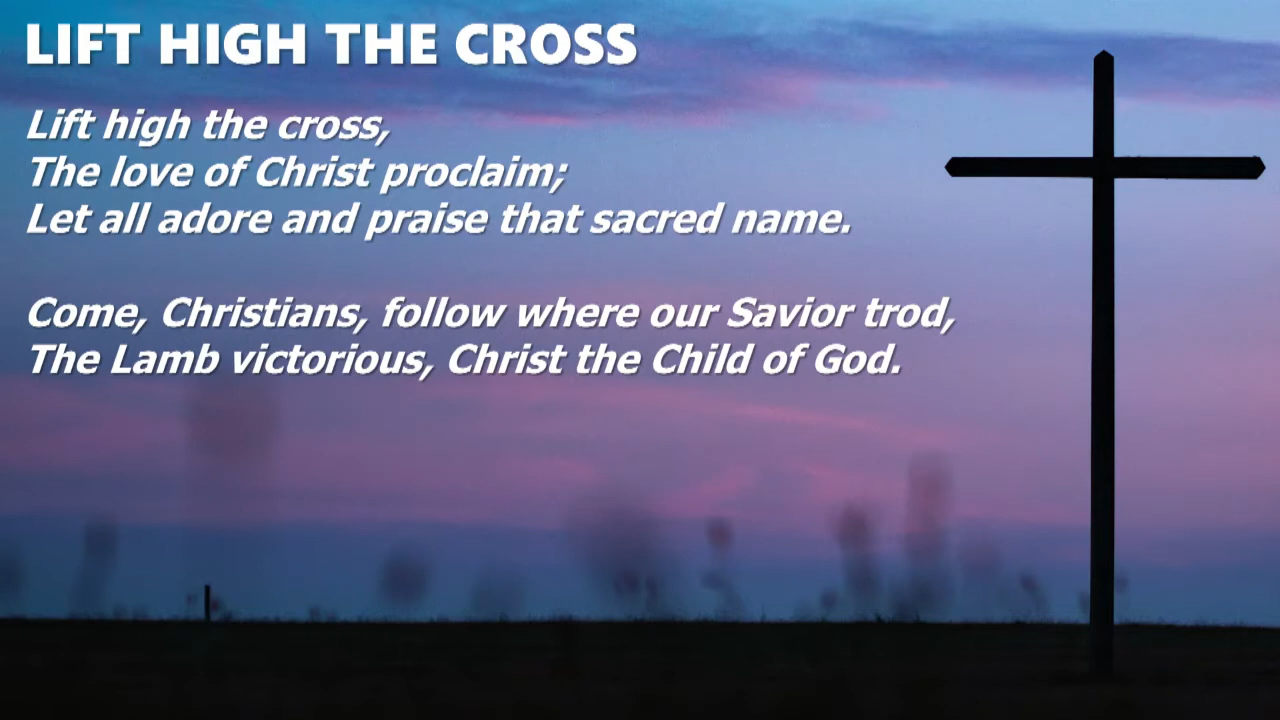 LIFT HIGH THE CROSS
Lift high the cross,
The love of Christ proclaim;
Let all adore and praise that sacred name.
Come, Christians, follow where our Savior trod,
The Lamb victorious, Christ the Child of God.